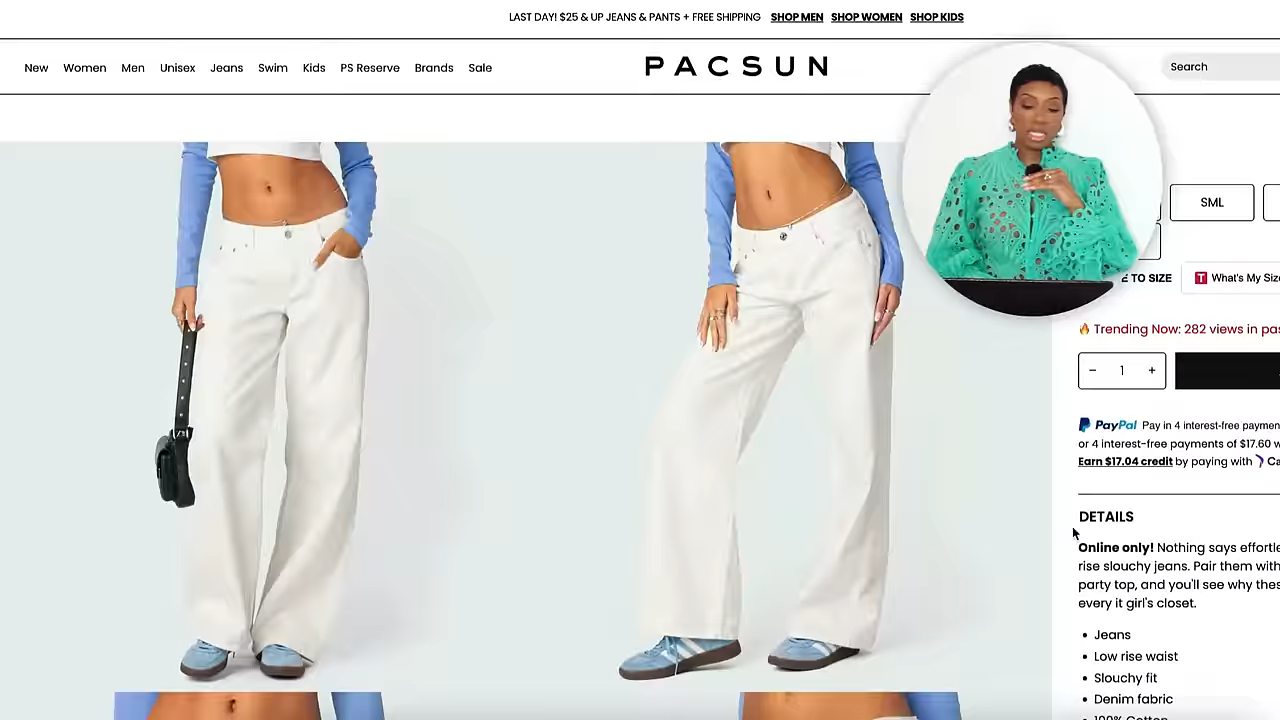 LAST DAY! $25 & UP JEANS & PANTS + FREE SHIPPING SHOP MEN SHOP WOMEN SHOP KIDS
New Women Men Unisex Jeans Swim Kids PS Reserve Brands Sale
PACSUN
Search
SML
E TO SIZE
T What's My Siz
Trending Now: 282 views in pas
− 1 +
PayPal Pay in 4 interest-free paymen
or 4 interest-free payments of $17.60 w
Earn $17.04 credit by paying with Ca
DETAILS
Online only! Nothing says effortle
rise slouchy jeans. Pair them with
party top, and you'll see why thes
every it girl's closet.
• Jeans
• Low rise waist
• Slouchy fit
• Denim fabric
• 100% Cotton